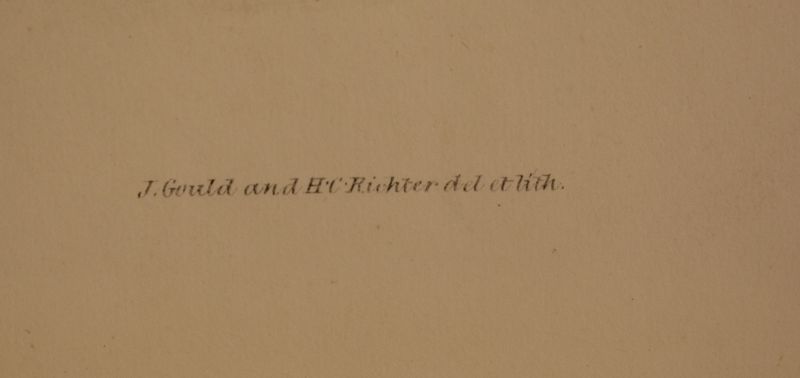 J. Gould and H.C. Richter del et lith.